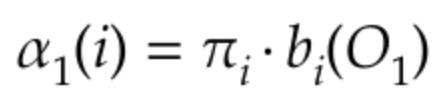 α₁(i) = πᵢ · bᵢ(O₁)